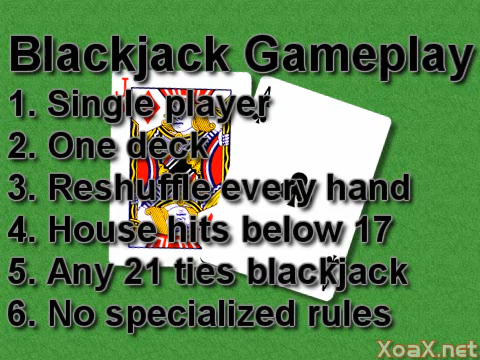 Blackjack Gameplay
1. Single player
2. One deck
3. Reshuffle every hand
4. House hits below 17
5. Any 21 ties blackjack
6. No specialized rules
J
A
XoaX.net